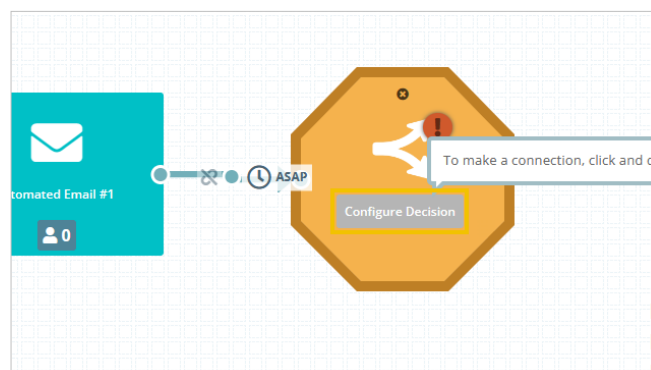 To make a connection, click and
ASAP
tomated Email #1
Configure Decision
0